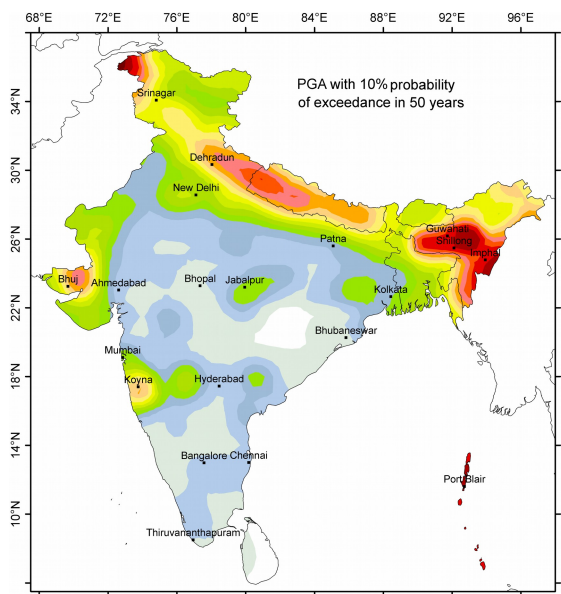 68°E 72°E 76°E 80°E 84°E 88°E 92°E 96°E
PGA with 10% probability
of exceedance in 50 years
34°N
Srinagar
30°N
Dehradun
New Delhi
26°N
Patna
Guwahati
Shillong
Imphal
22°N
Bhuj
Ahmedabad
Bhopal
Jabalpur
Kolkata
Bhubaneswar
Mumbai
18°N
Koyna
Hyderabad
14°N
Bangalore
Chennai
Port Blair
10°N
Thiruvananthapuram